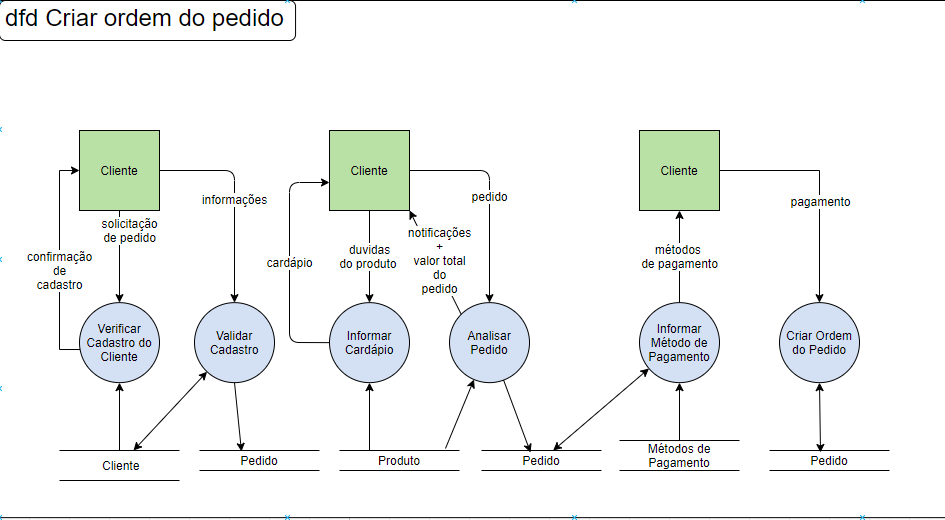 dfd Criar ordem do pedido
Cliente
Cliente
Cliente
informações
pedido
pagamento
solicitação
de pedido
confirmação
de
cadastro
cardápio
duvidas
do produto
notificações
+
valor total
do
pedido
métodos
de pagamento
Verificar
Cadastro do
Cliente
Validar
Cadastro
Informar
Cardápio
Analisar
Pedido
Informar
Método de
Pagamento
Criar Ordem
do Pedido
Cliente
Pedido
Produto
Pedido
Métodos de
Pagamento
Pedido